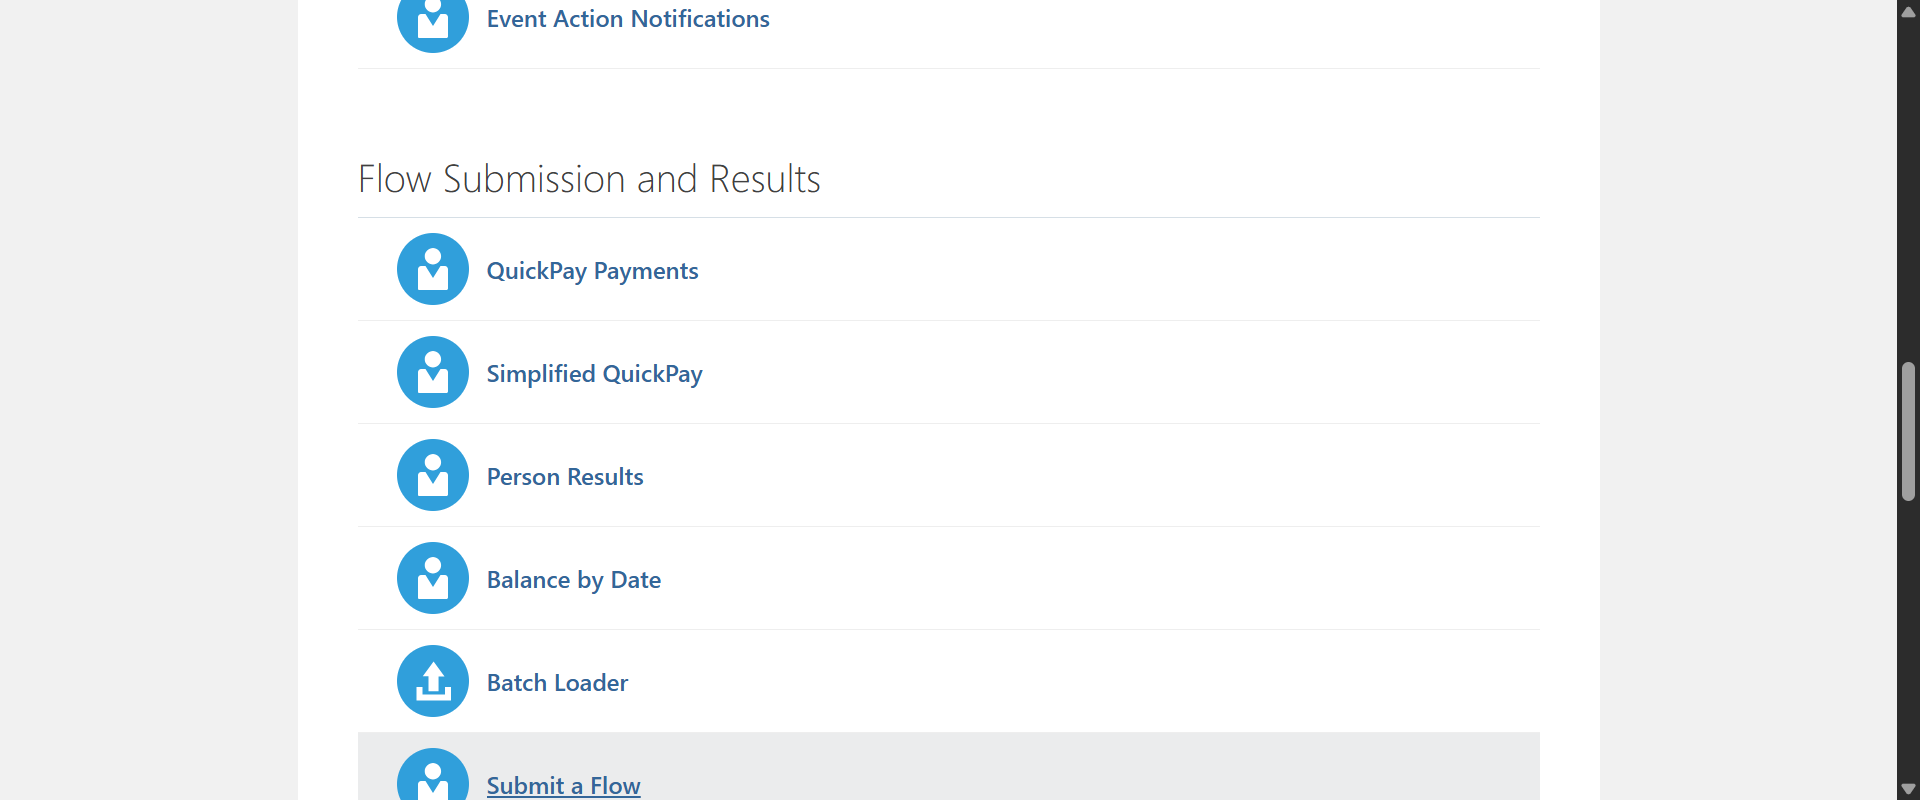 Event Action Notifications
Flow Submission and Results
QuickPay Payments
Simplified QuickPay
Person Results
Balance by Date
Batch Loader
Submit a Flow